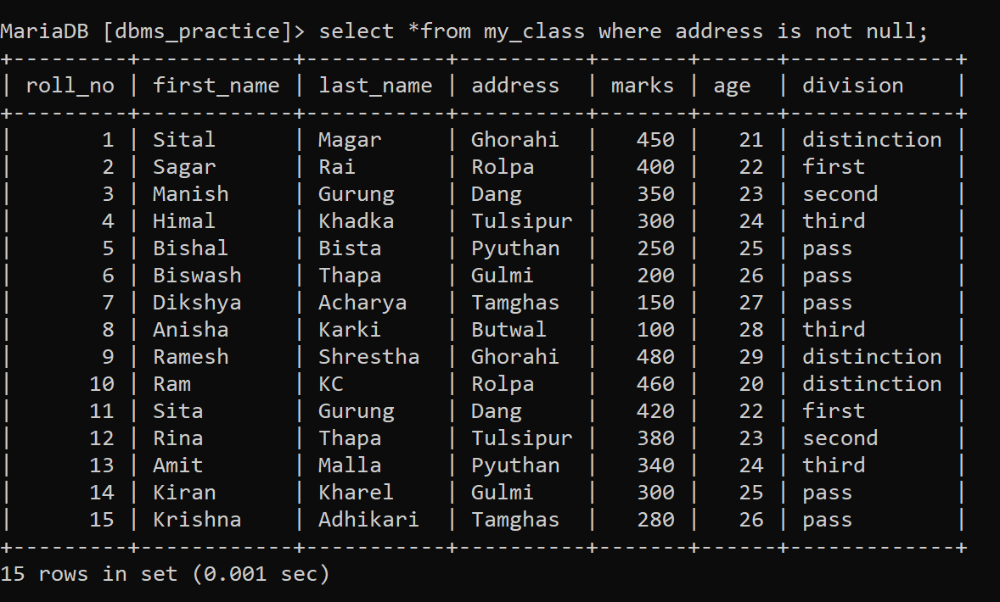 MariaDB [dbms_practice]> select *from my_class where address is not null;
+---------+------------+-----------+----------+-------+------+-------------+
| roll_no | first_name | last_name | address  | marks | age  | division    |
+---------+------------+-----------+----------+-------+------+-------------+
|       1 | Sital      | Magar     | Ghorahi  |   450 |   21 | distinction |
|       2 | Sagar      | Rai       | Rolpa    |   400 |   22 | first       |
|       3 | Manish     | Gurung    | Dang     |   350 |   23 | second      |
|       4 | Himal      | Khadka    | Tulsipur |   300 |   24 | third       |
|       5 | Bishal     | Bista     | Pyuthan  |   250 |   25 | pass        |
|       6 | Biswash    | Thapa     | Gulmi    |   200 |   26 | pass        |
|       7 | Dikshya    | Acharya   | Tamghas  |   150 |   27 | pass        |
|       8 | Anisha     | Karki     | Butwal   |   100 |   28 | third       |
|       9 | Ramesh     | Shrestha  | Ghorahi  |   480 |   29 | distinction |
|      10 | Ram        | KC        | Rolpa    |   460 |   20 | distinction |
|      11 | Sita       | Gurung    | Dang     |   420 |   22 | first       |
|      12 | Rina       | Thapa     | Tulsipur |   380 |   23 | second      |
|      13 | Amit       | Malla     | Pyuthan  |   340 |   24 | third       |
|      14 | Kiran      | Kharel    | Gulmi    |   300 |   25 | pass        |
|      15 | Krishna    | Adhikari  | Tamghas  |   280 |   26 | pass        |
+---------+------------+-----------+----------+-------+------+-------------+
15 rows in set (0.001 sec)